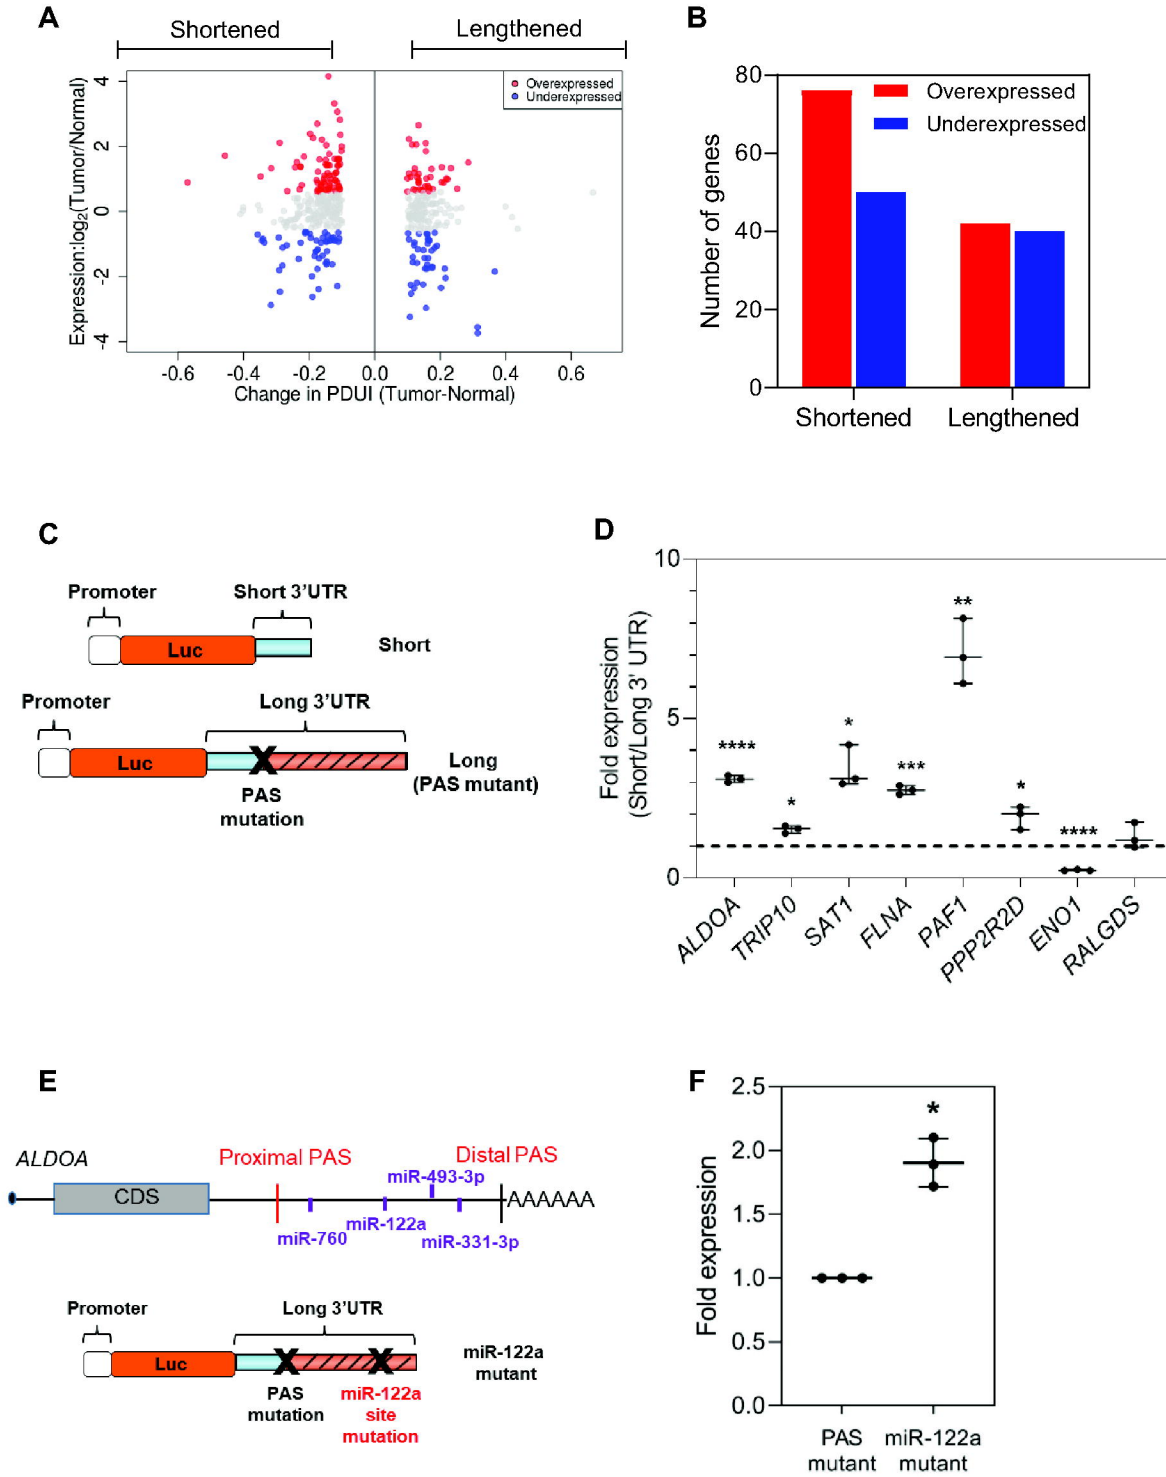 A
Shortened
Lengthened
Expression:log2(Tumor/Normal)
4
2
0
-2
-4
Overexpressed
Underexpressed
-0.6
-0.4
-0.2
0.0
0.2
0.4
0.6
Change in PDUI (Tumor-Normal)
B
Number of genes
80
60
40
20
0
Overexpressed
Underexpressed
Shortened
Lengthened
C
Promoter
Short 3'UTR
Luc
Short
Promoter
Long 3'UTR
Luc
Long
(PAS mutant)
PAS
mutation
D
Fold expression
(Short/Long 3' UTR)
10
5
0
****
*
*
***
**
*
****
ALDOA
TRIP10
SAT1
FLNA
PAF1
PPP2R2D
ENO1
RALGDS
E
ALDOA
Proximal PAS
Distal PAS
CDS
miR-493-3p
AAAAAA
miR-760
miR-122a
miR-331-3p
Promoter
Long 3'UTR
Luc
miR-122a
mutant
PAS
mutation
miR-122a
site
mutation
F
Fold expression
2.5
2.0
1.5
1.0
0.5
0.0
*
PAS
mutant
miR-122a
mutant